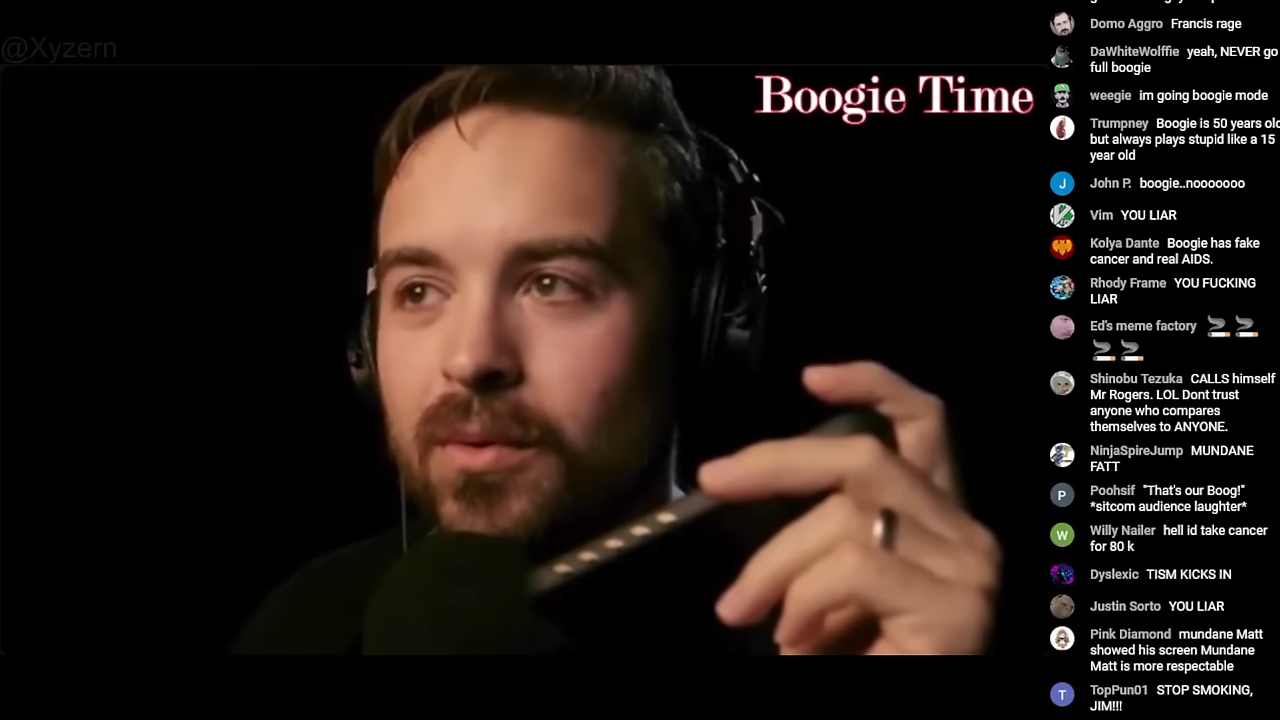 @Xyzern
Boogie Time
Domo Aggro Francis rage
DaWhiteWolffie yeah, NEVER go
full boogie
weegie im going boogie mode
Trumpney Boogie is 50 years old
but always plays stupid like a 15
year old
J
John P. boogie..nooooooo
Vim YOU LIAR
Kolya Dante Boogie has fake
cancer and real AIDS.
Rhody Frame YOU FUCKING
LIAR
Ed's meme factory
Shinobu Tezuka CALLS himself
Mr Rogers. LOL Dont trust
anyone who compares
themselves to ANYONE.
NinjaSpireJump MUNDANE
FATT
P
Poohsif "That's our Boog!"
*sitcom audience laughter*
W
Willy Nailer hell id take cancer
for 80 k
Dyslexic TISM KICKS IN
Justin Sorto YOU LIAR
Pink Diamond mundane Matt
showed his screen Mundane
Matt is more respectable
T
TopPun01 STOP SMOKING,
JIM!!!